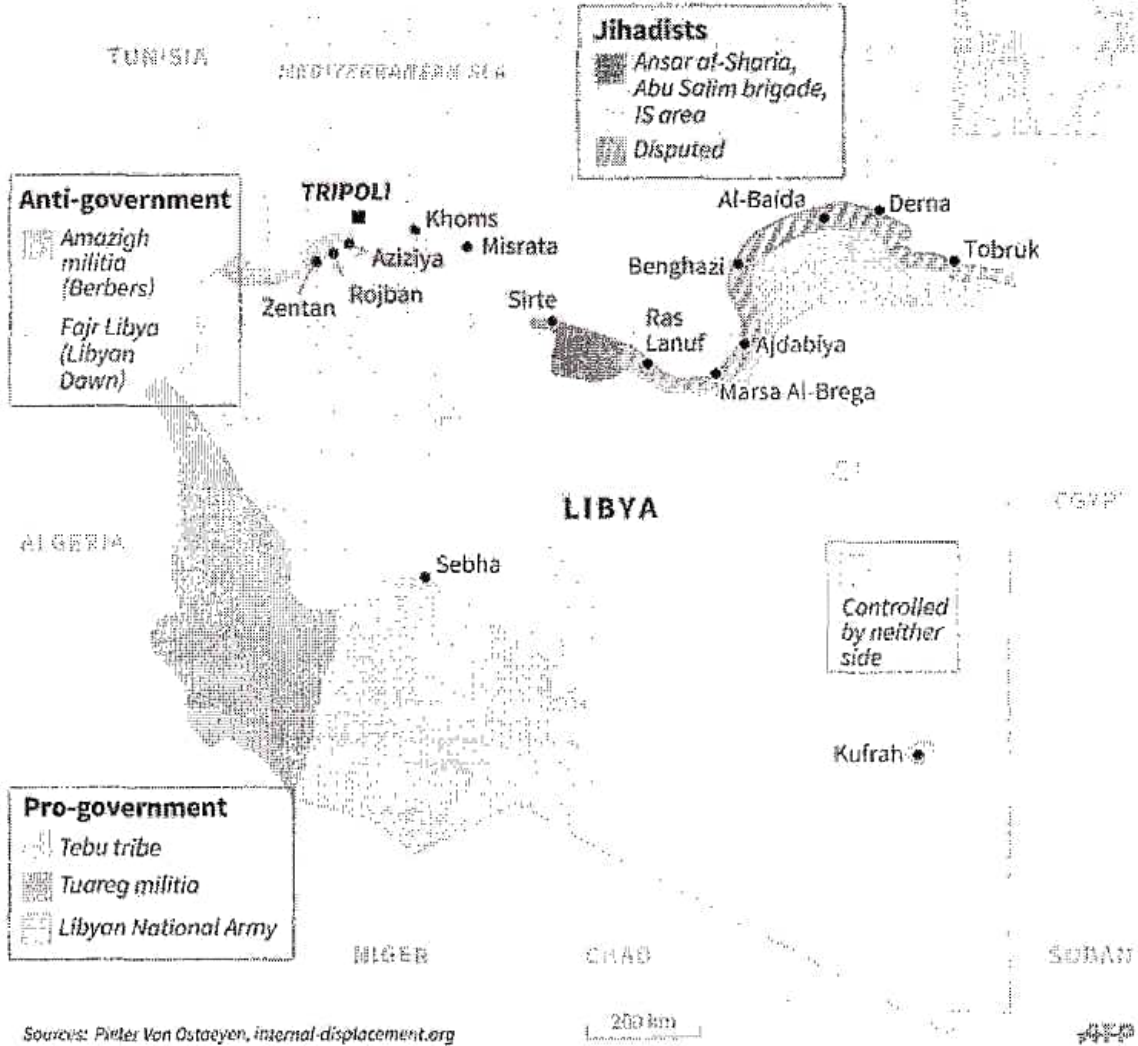 TUNISIA
MEDITERRANEAN SEA
Jihadists
Ansar al-Sharia,
Abu Salim brigade,
IS area
Disputed
Anti-government
Amazigh
militia
(Berbers)
Fajr Libya
(Libyan
Dawn)
TRIPOLI
Khoms
Misrata
Aziziya
Rojban
Zentan
Al-Baida
Derna
Benghazi
Tobruk
Sirte
Ras
Lanuf
Ajdabiya
Marsa Al-Brega
LIBYA
EGYPT
ALGERIA
Sebha
Controlled
by neither
side
Kufrah
Pro-government
Tebu tribe
Tuareg militia
Libyan National Army
NIGER
CHAD
SUDAN
Sources: Pieter Van Ostaeyen, internal-displacement.org
200 km
AFP